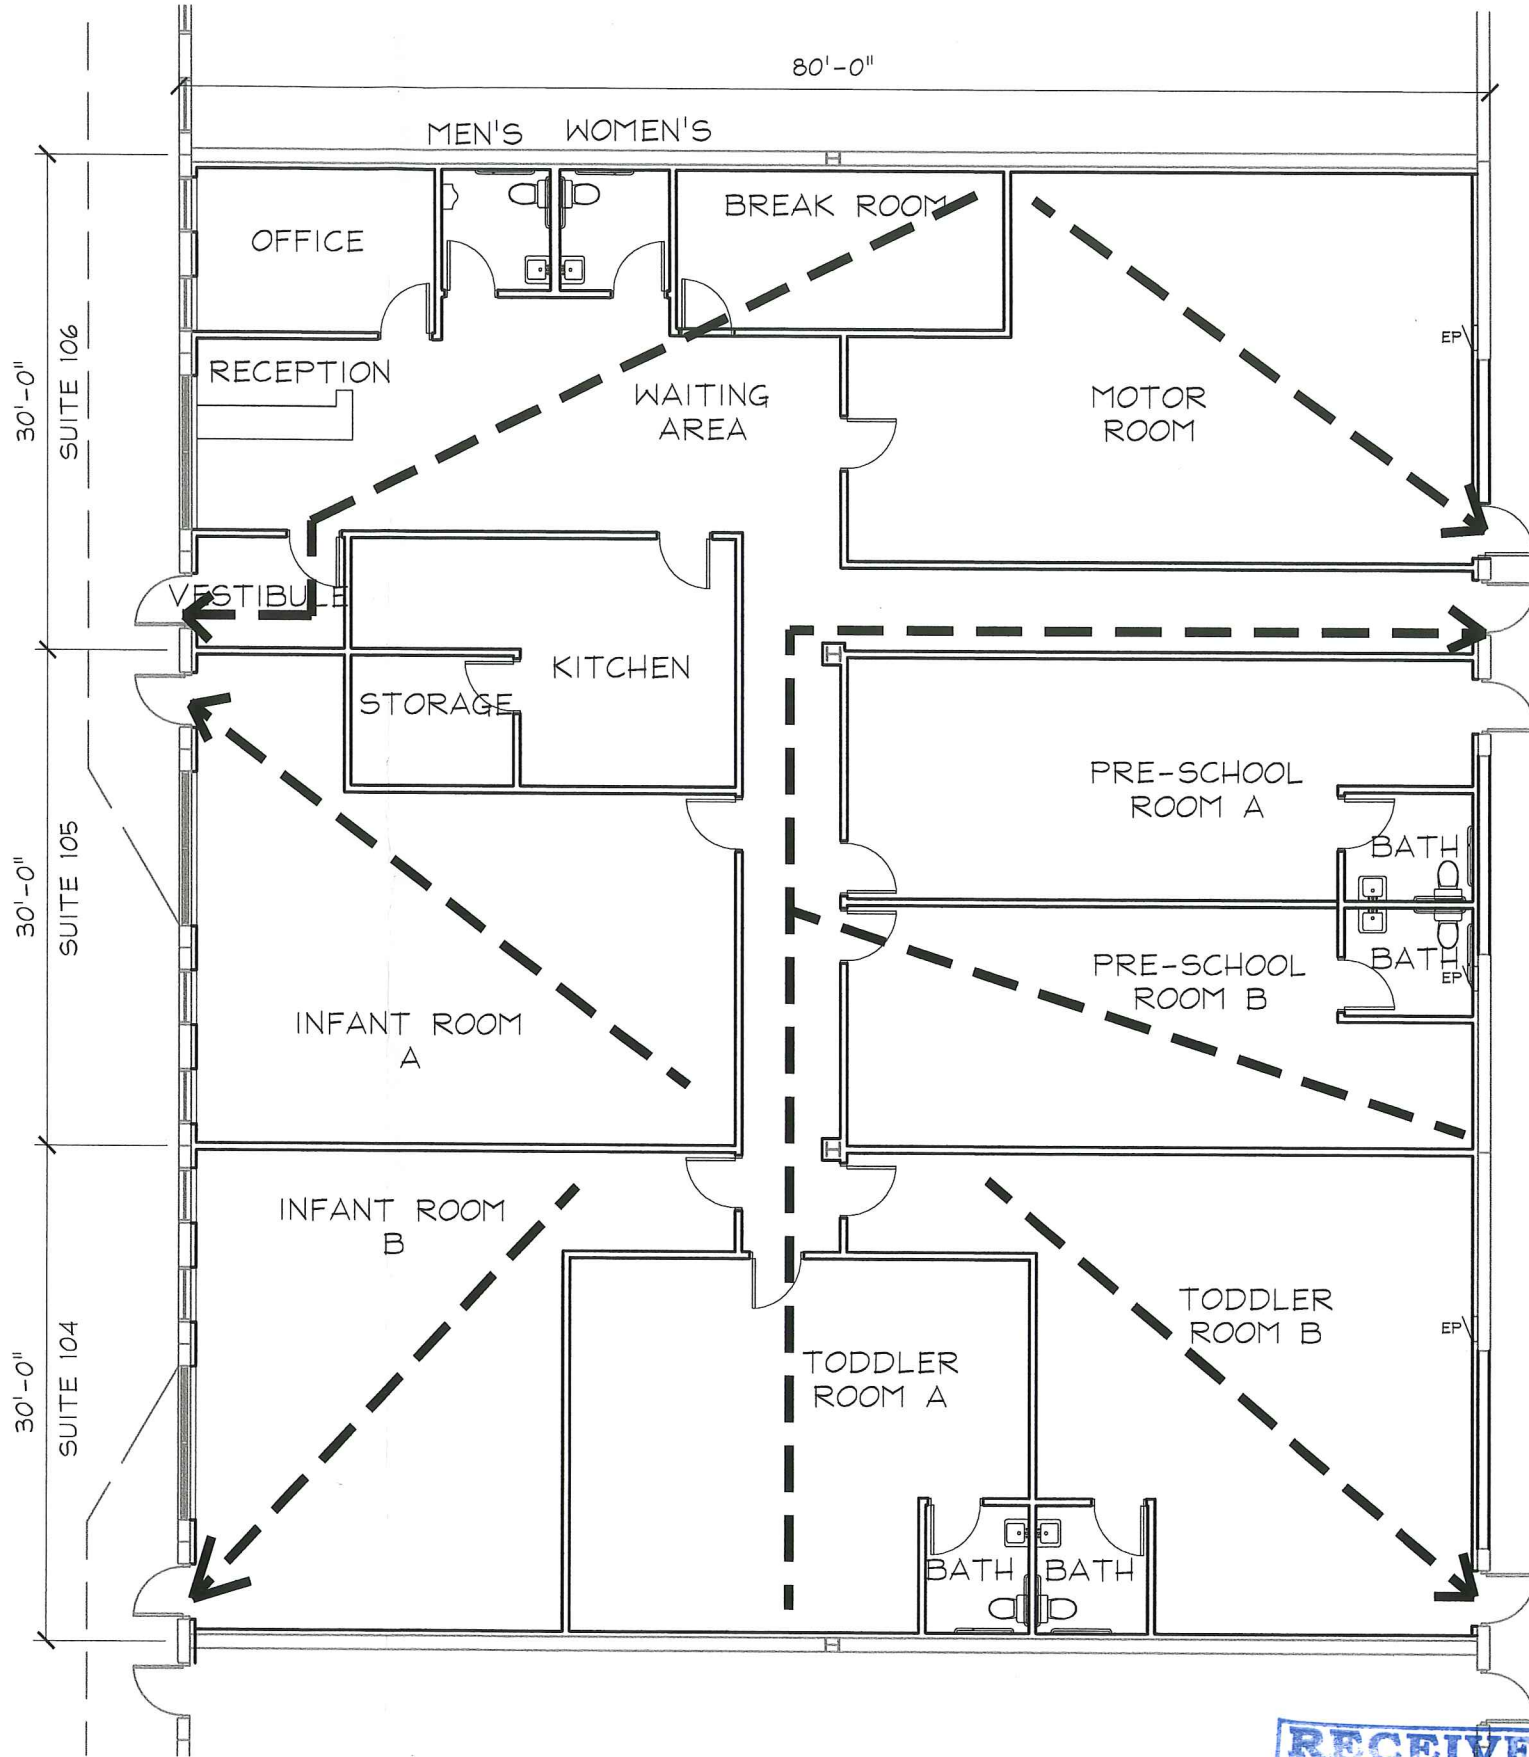 80'-0"
MEN'S WOMEN'S
OFFICE
BREAK ROOM
30'-0"
SUITE 106
RECEPTION
WAITING
AREA
MOTOR
ROOM
EP
VESTIBULE
KITCHEN
STORAGE
30'-0"
SUITE 105
PRE-SCHOOL
ROOM A
BATH
PRE-SCHOOL
ROOM B
BATH
EP
INFANT ROOM
A
INFANT ROOM
B
30'-0"
SUITE 104
TODDLER
ROOM B
EP
TODDLER
ROOM A
BATH BATH
RECEIVE